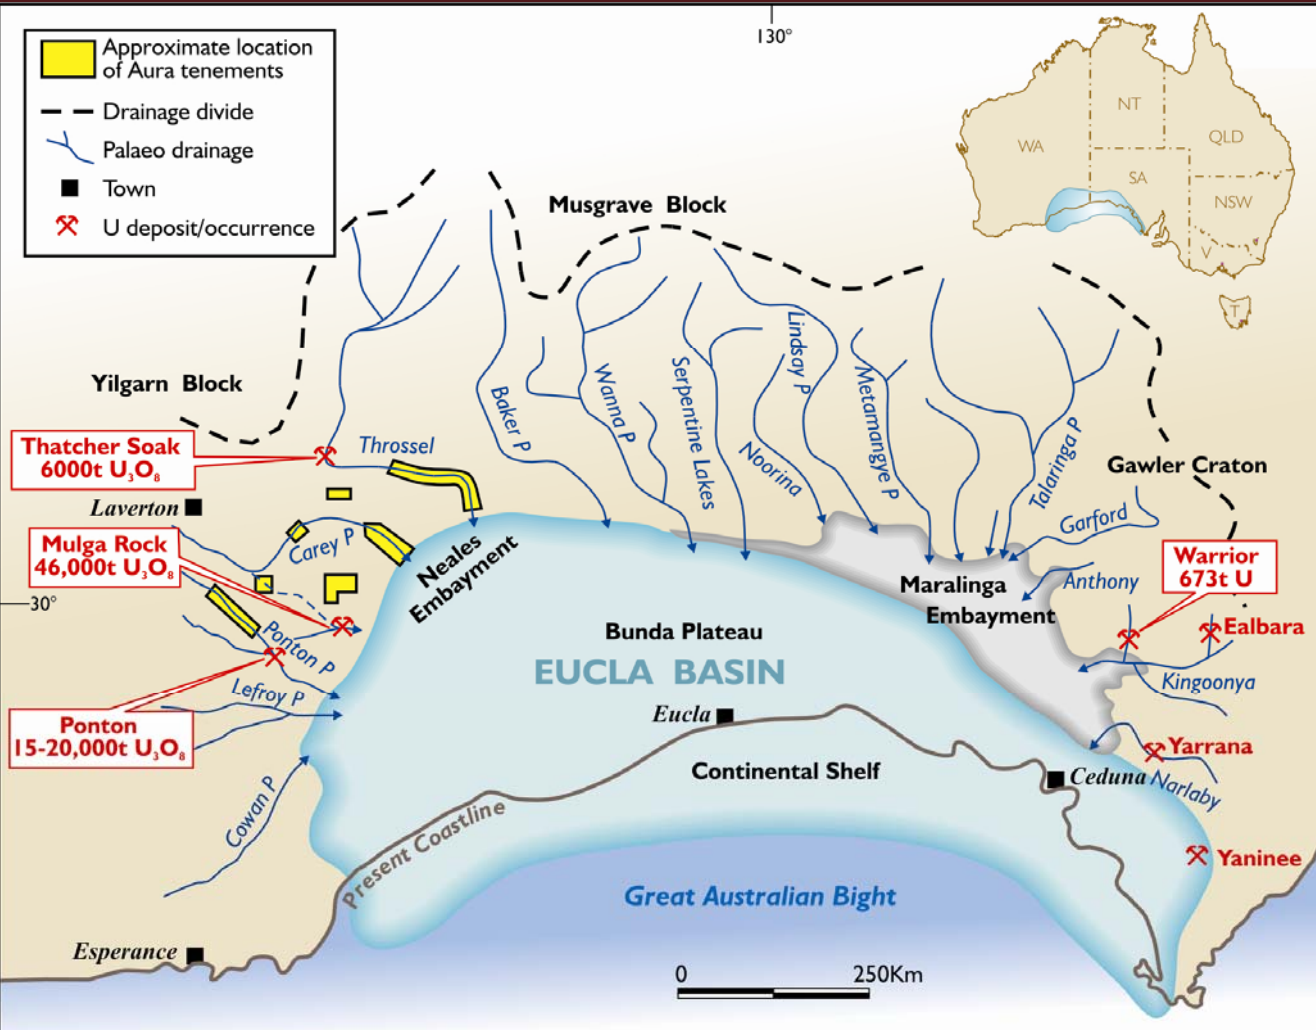 130°
Approximate location
of Aura tenements
Drainage divide
Palaeo drainage
Town
U deposit/occurrence
WA
NT
QLD
SA
NSW
V
T
Musgrave Block
Yilgarn Block
Gawler Craton
Thatcher Soak
6000t U₃O₈
Throssel
Baker P
Wanna P
Serpentine Lakes
Noorina
Lindsay P
Metamangye P
Talaringa P
Garford
Anthony
Laverton
Mulga Rock
46,000t U₃O₈
Carey P
Neales
Embayment
Maralinga
Embayment
Warrior
673t U
30°
Ealbara
Ponton P
Bunda Plateau
EUCLA BASIN
Kingoonya
Lefroy P
Eucla
Ponton
15-20,000t U₃O₈
Yarrana
Continental Shelf
Ceduna
Narlaby
Cowan P
Present Coastline
Yaninee
Great Australian Bight
Esperance
0 250Km